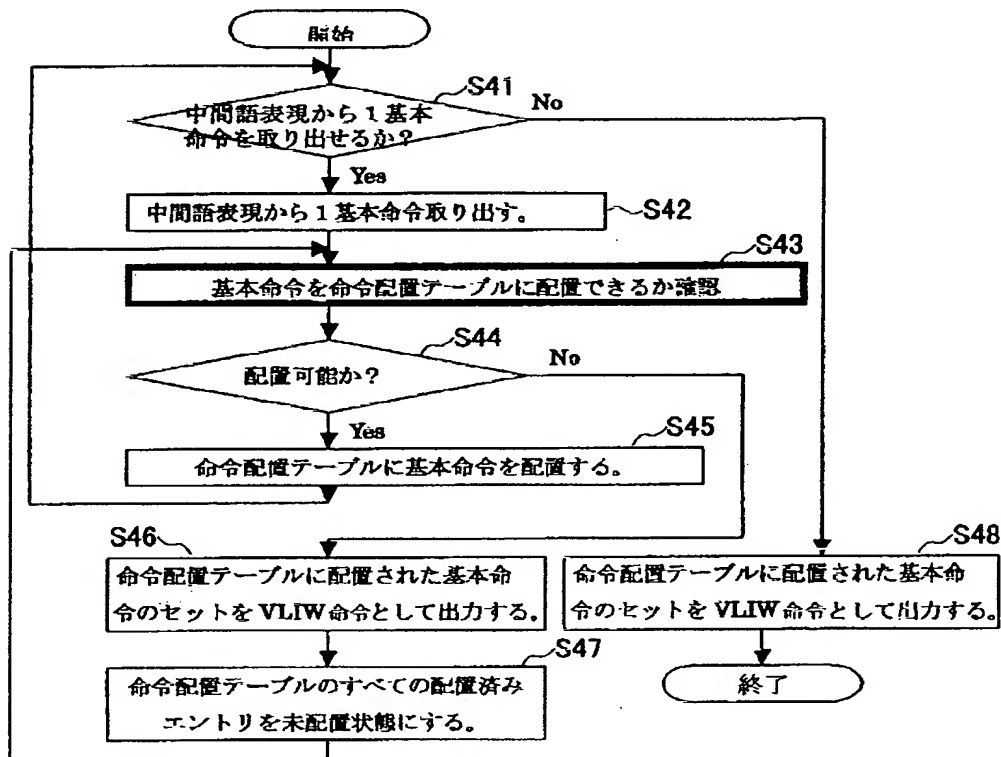 開始
S41
No
中間語表現から1基本
命令を取り出せるか?
Yes
中間語表現から1基本命令取り出す。
S42
S43
基本命令を命令配置テーブルに配置できるか確認
S44
No
配置可能か?
Yes
S45
命令配置テーブルに基本命令を配置する。
S46
命令配置テーブルに配置された基本命
令のセットをVLIW命令として出力する。
S48
命令配置テーブルに配置された基本命
令のセットをVLIW命令として出力する。
S47
命令配置テーブルのすべての配置済み
エントリを未配置状態にする。
終了